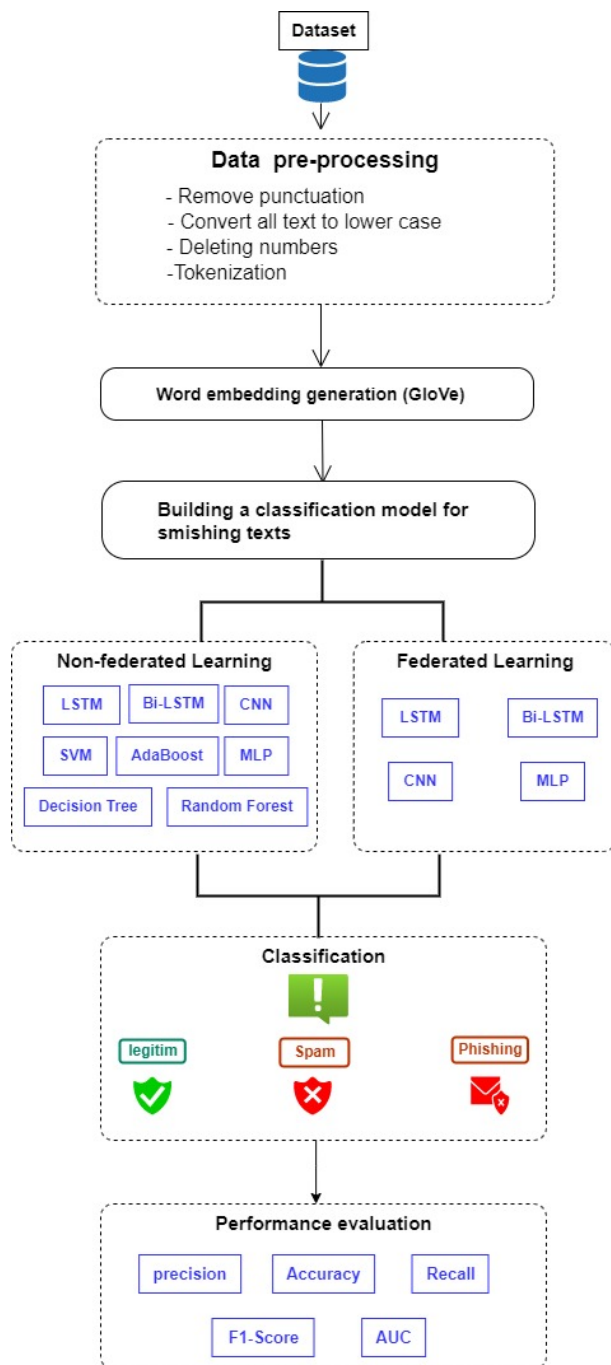 Dataset
Data pre-processing
- Remove punctuation
- Convert all text to lower case
- Deleting numbers
-Tokenization
Word embedding generation (GloVe)
Building a classification model for
smishing texts
Non-federated Learning
LSTM Bi-LSTM CNN
SVM AdaBoost MLP
Decision Tree Random Forest
Federated Learning
LSTM Bi-LSTM
CNN MLP
Classification
legitim Spam Phishing
Performance evaluation
precision Accuracy Recall
F1-Score AUC